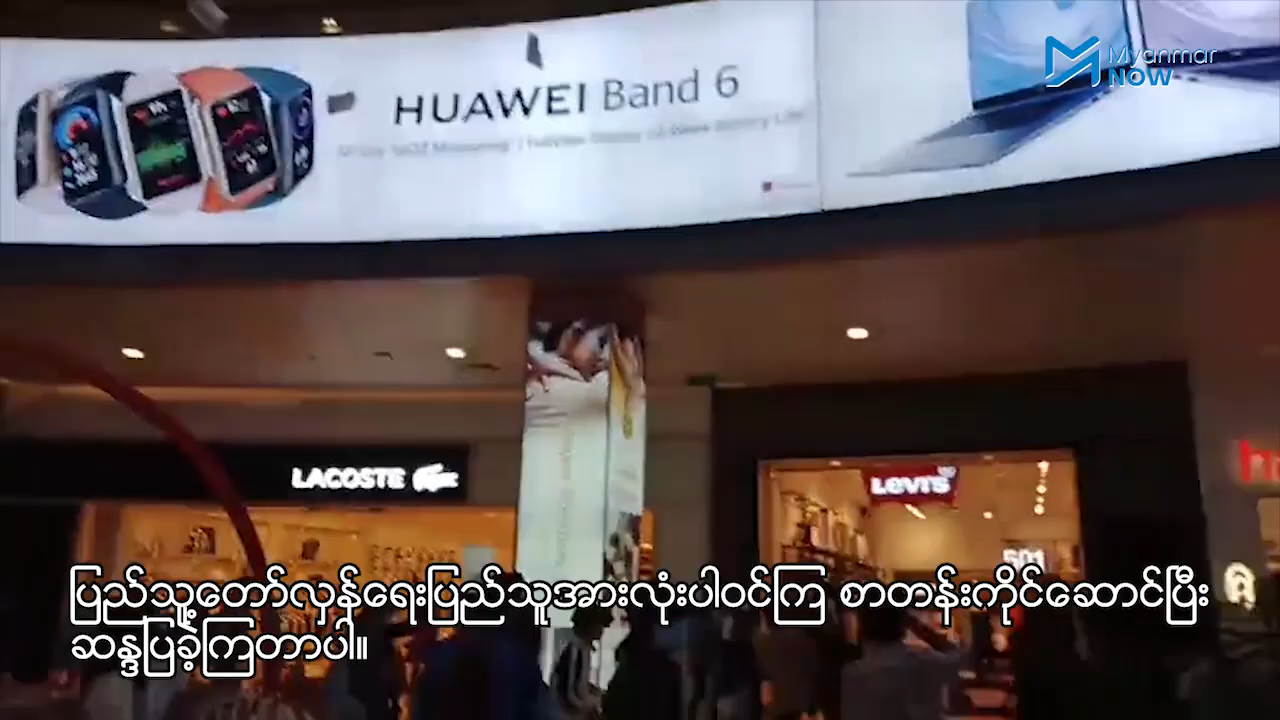 Myanmar
NOW
HUAWEI Band 6
LACOSTE
Levi's
501
ပြည်သူ့တော်လှန်ရေးပြည်သူအားလုံးပါဝင်ကြ စာတန်းကိုင်ဆောင်ပြီး
ဆန္ဒပြခဲ့ကြတာပါ။